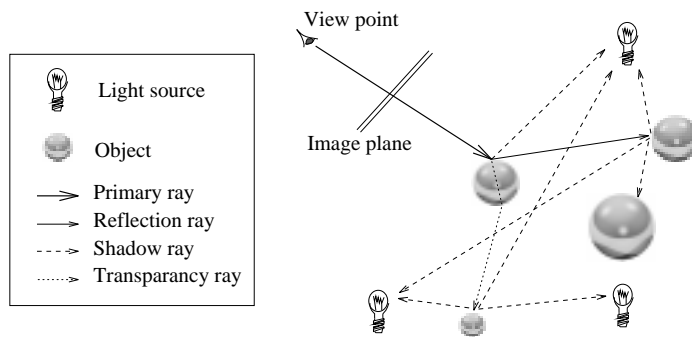 View point
Image plane
Light source
Object
Primary ray
Reflection ray
Shadow ray
Transparancy ray